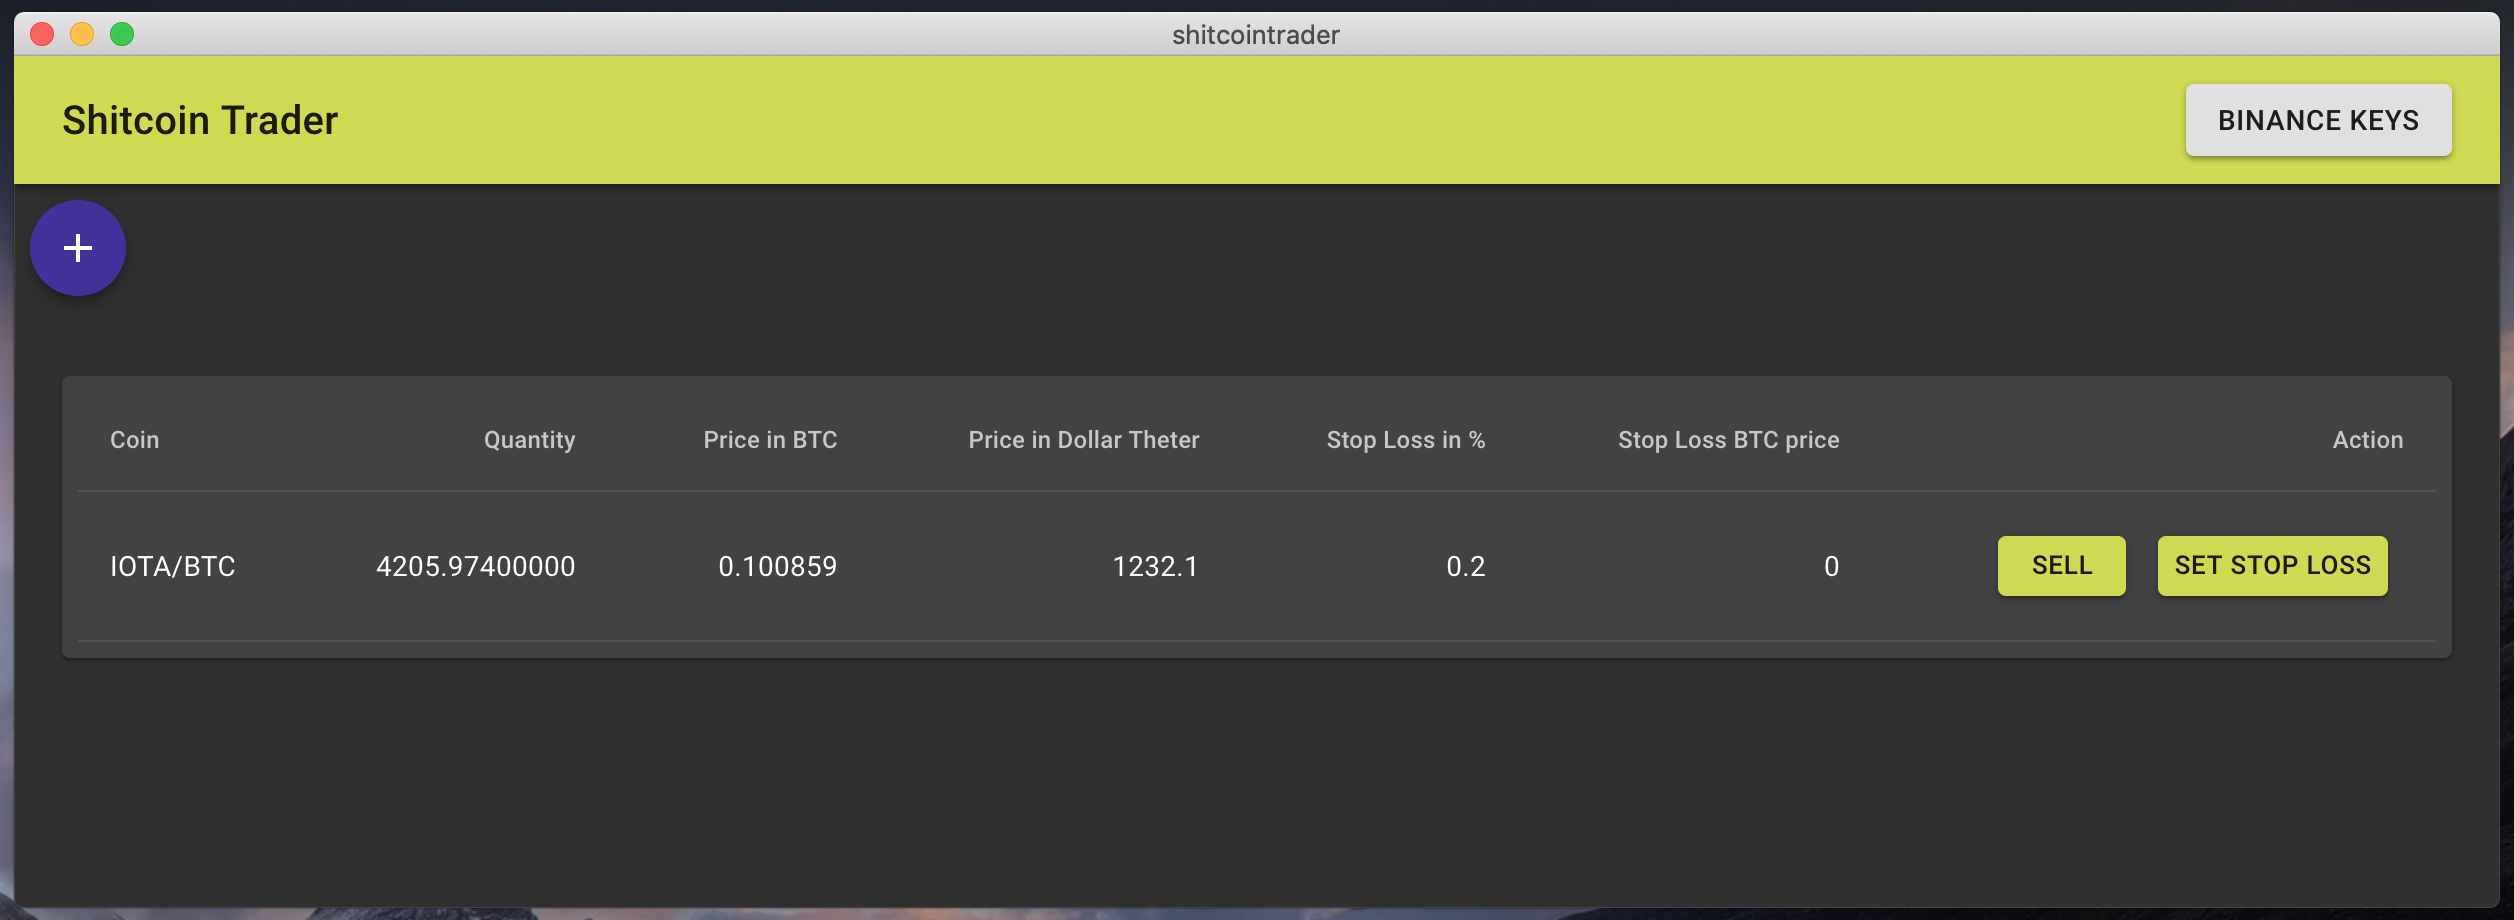 shitcointrader
Shitcoin Trader
BINANCE KEYS
+
Coin Quantity Price in BTC Price in Dollar Theter Stop Loss in % Stop Loss BTC price Action
IOTA/BTC 4205.97400000 0.100859 1232.1 0.2 0 SELL SET STOP LOSS